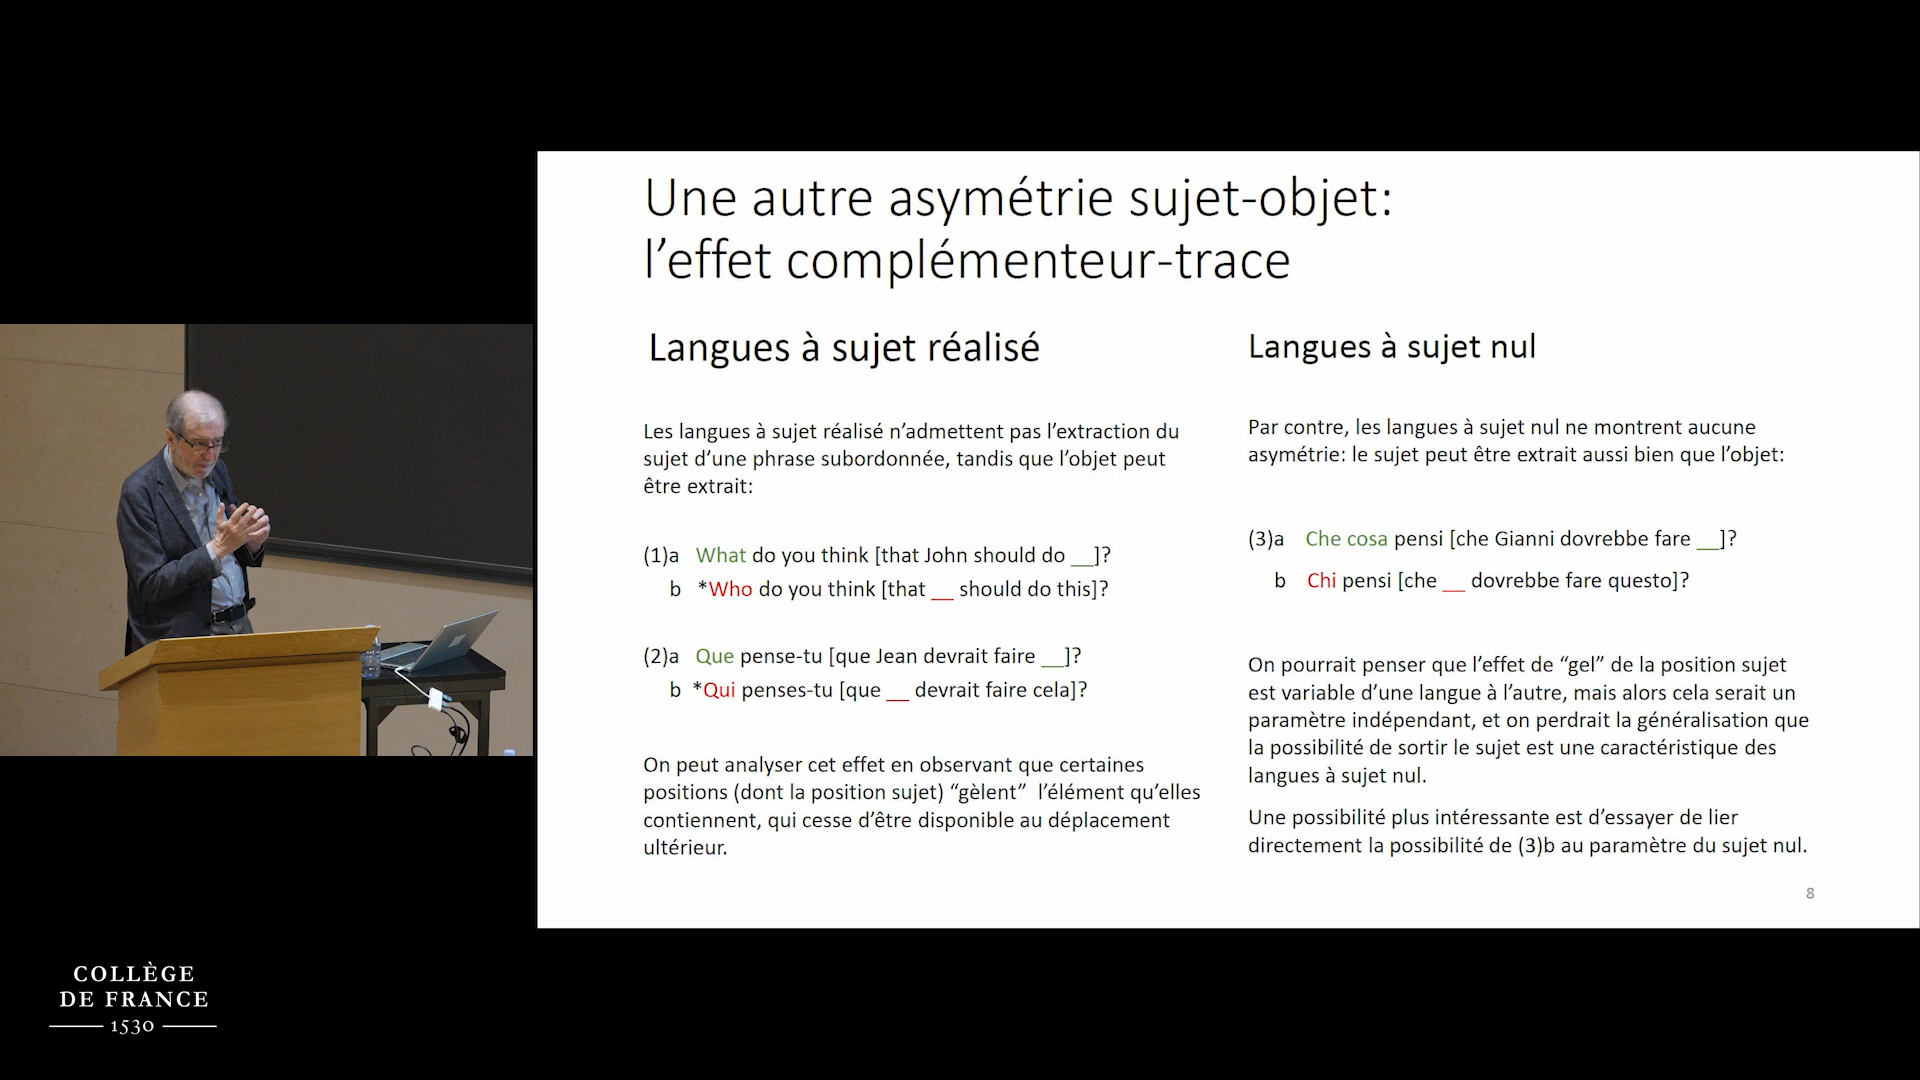 Une autre asymétrie sujet-objet:
l’effet complémenteur-trace
Langues à sujet réalisé
Les langues à sujet réalisé n’admettent pas l’extraction du
sujet d’une phrase subordonnée, tandis que l’objet peut
être extrait:
(1)a What do you think [that John should do __]?
b *Who do you think [that __ should do this]?
(2)a Que pense-tu [que Jean devrait faire __]?
b *Qui penses-tu [que __ devrait faire cela]?
On peut analyser cet effet en observant que certaines
positions (dont la position sujet) “gèlent” l’élément qu’elles
contiennent, qui cesse d’être disponible au déplacement
ultérieur.
Langues à sujet nul
Par contre, les langues à sujet nul ne montrent aucune
asymétrie: le sujet peut être extrait aussi bien que l’objet:
(3)a Che cosa pensi [che Gianni dovrebbe fare __]?
b Chi pensi [che __ dovrebbe fare questo]?
On pourrait penser que l’effet de “gel” de la position sujet
est variable d’une langue à l’autre, mais alors cela serait un
paramètre indépendant, et on perdrait la généralisation que
la possibilité de sortir le sujet est une caractéristique des
langues à sujet nul.
Une possibilité plus intéressante est d’essayer de lier
directement la possibilité de (3)b au paramètre du sujet nul.
8
COLLÈGE
DE FRANCE
1530